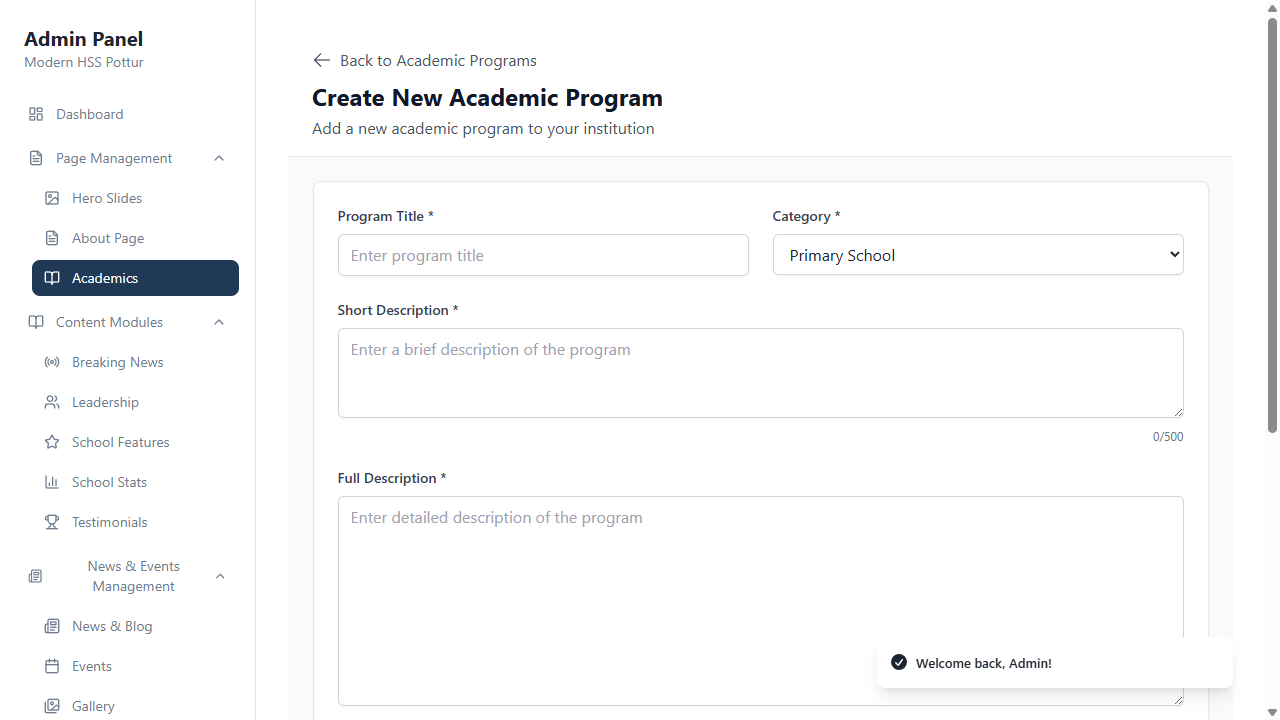 Admin Panel
Modern HSS Pottur
Dashboard
Page Management
Hero Slides
About Page
Academics
Content Modules
Breaking News
Leadership
School Features
School Stats
Testimonials
News & Events
Management
News & Blog
Events
Gallery
Back to Academic Programs
Create New Academic Program
Add a new academic program to your institution
Program Title *
Enter program title
Category *
Primary School
Short Description *
Enter a brief description of the program
0/500
Full Description *
Enter detailed description of the program
Welcome back, Admin!